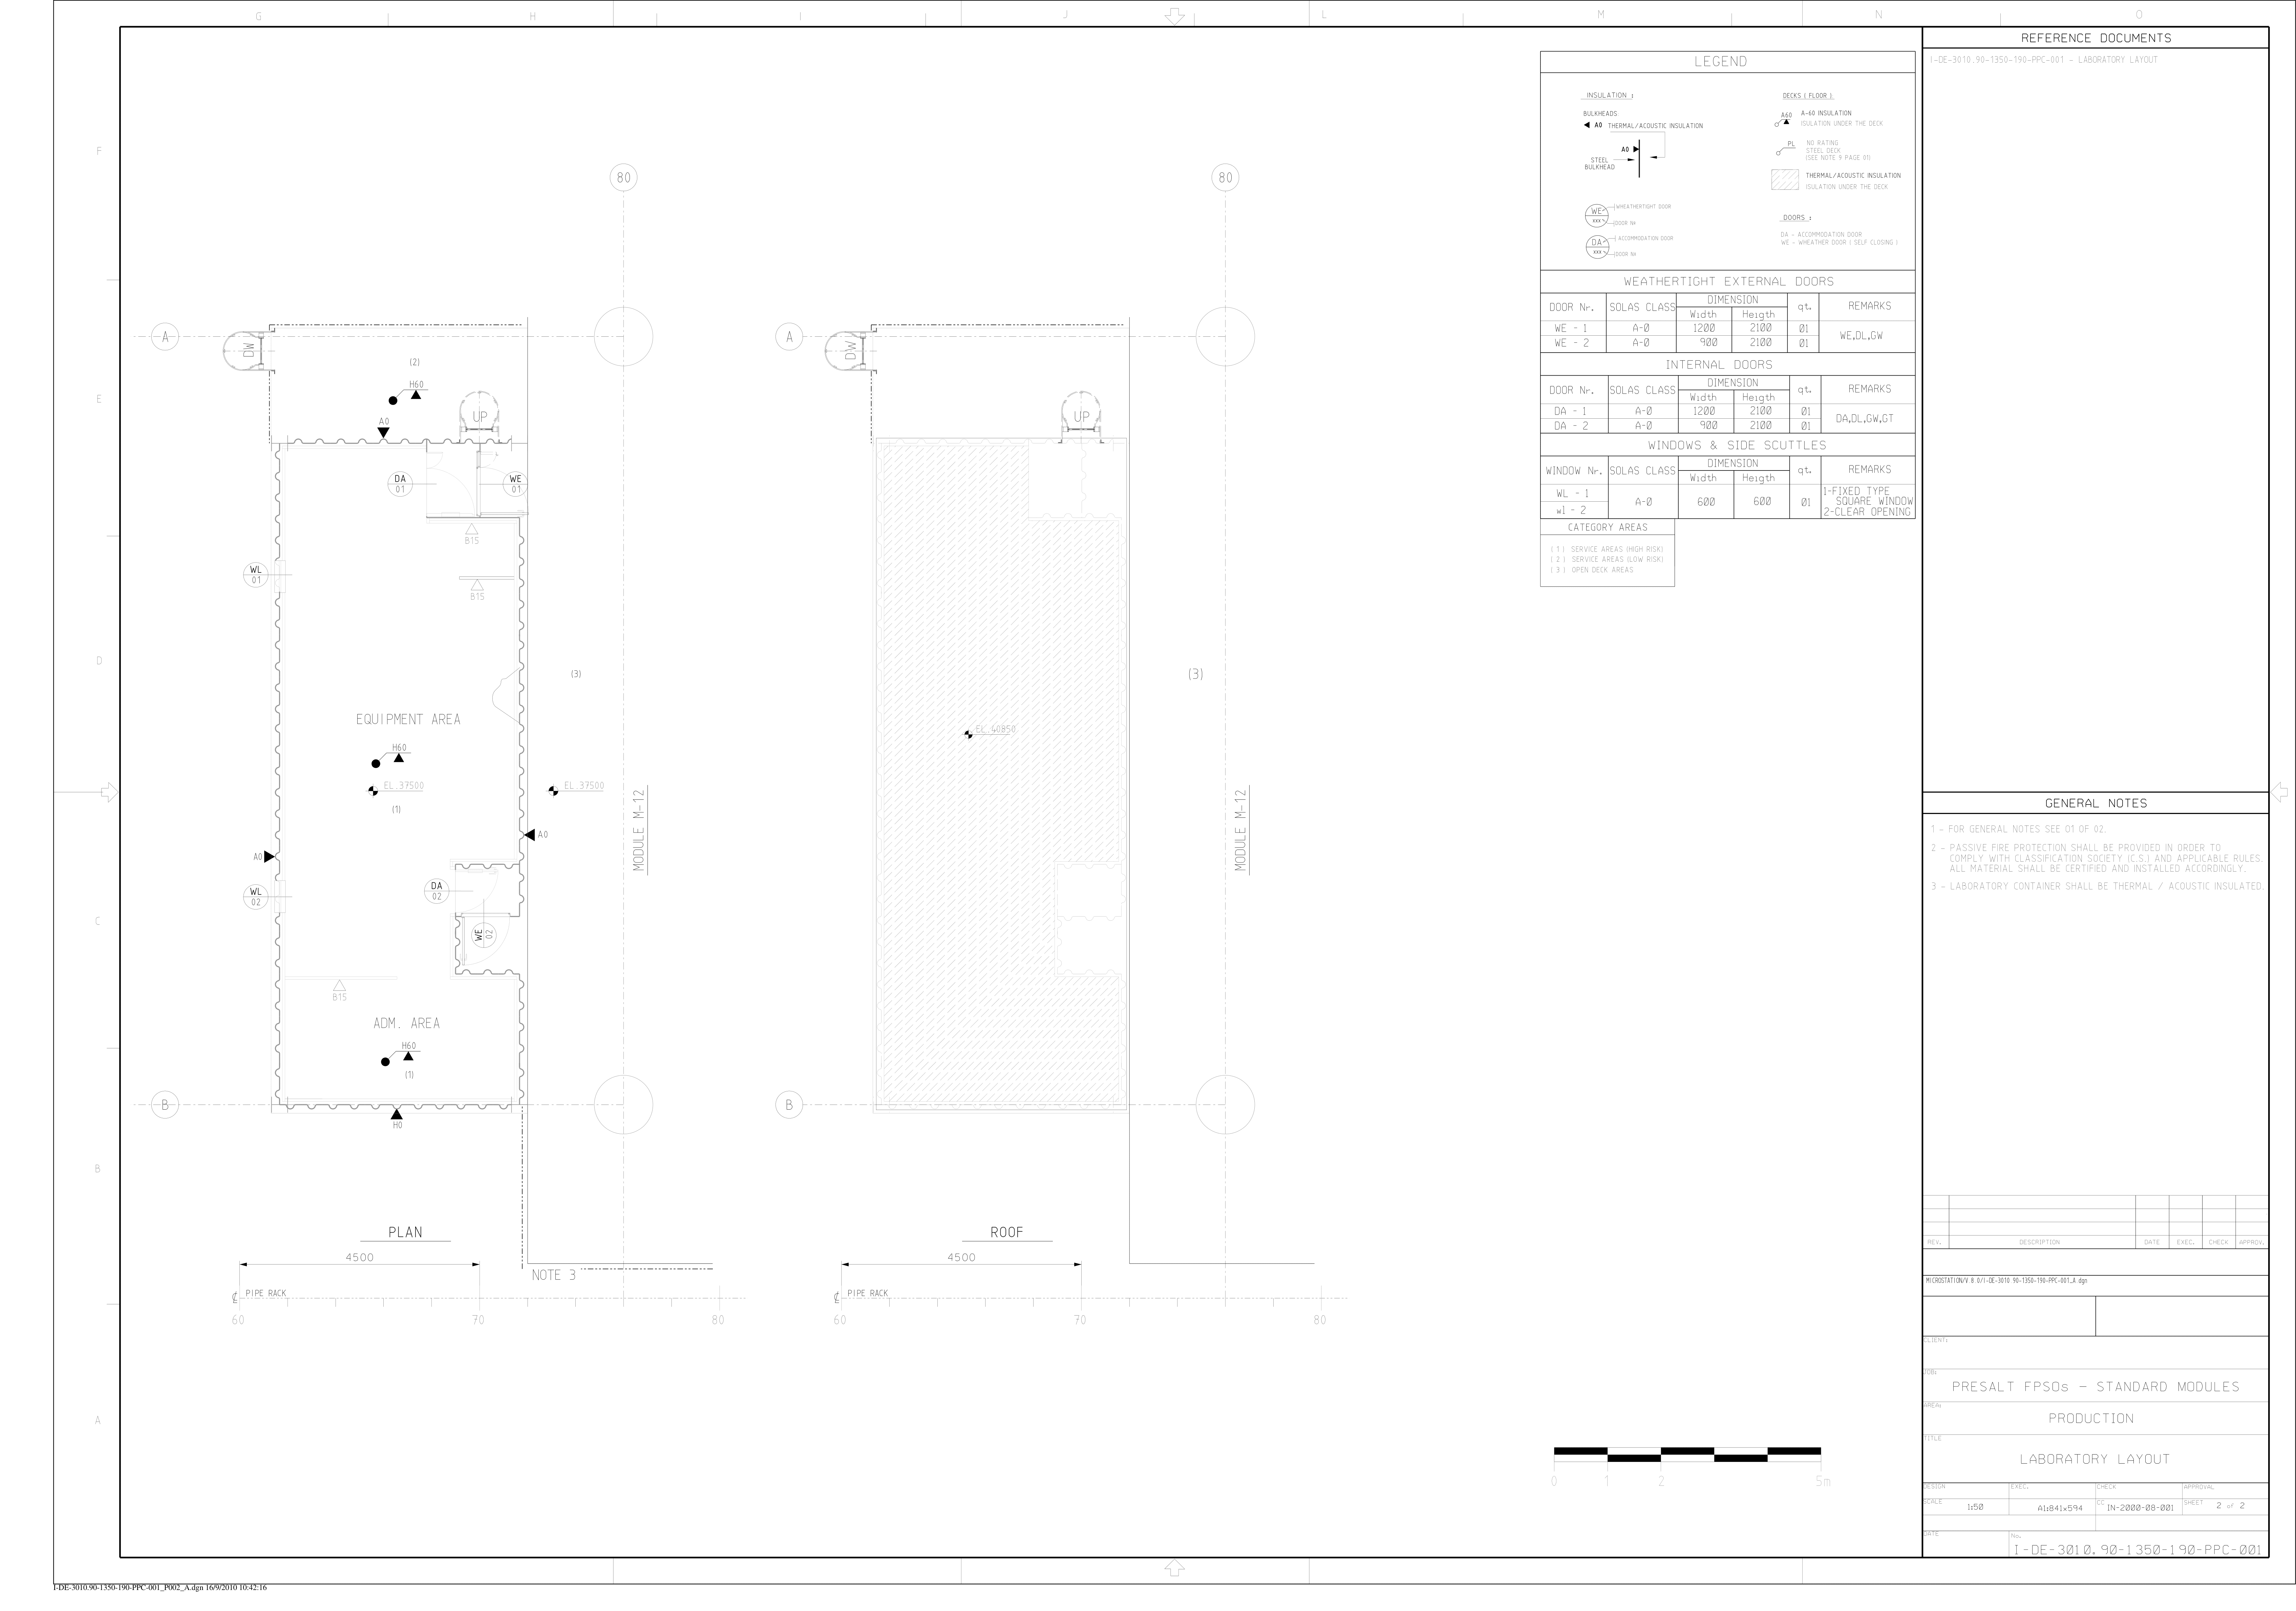 G H I J L M N O
F
E
D
C
B
A
80
A
DW
(2)
H60
A0
UP
DA
01
WE
01
B15
WL
01
B15
(3)
EQUIPMENT AREA
H60
EL.37500
EL.37500
(1)
MODULE M-12
A0
A0
DA
02
WL
02
WE
02
B15
ADM. AREA
H60
(1)
B
H0
PLAN
4500
NOTE 3
PIPE RACK
60 70 80
80
A
DW
UP
(3)
EL.40850
MODULE M-12
B
ROOF
4500
PIPE RACK
60 70 80
LEGEND
INSULATION :
BULKHEADS
A0 THERMAL/ACOUSTIC INSULATION
A0
STEEL
BULKHEAD
WE
xxx
WHEATHERTIGHT DOOR
DOOR Nº
DA
xxx
ACCOMMODATION DOOR
DOOR Nº
DECKS ( FLOOR )
A60
A-60 INSULATION
ISULATION UNDER THE DECK
PL
NO RATING
STEEL DECK
(SEE NOTE 9 PAGE 01)
THERMAL/ACOUSTIC INSULATION
ISULATION UNDER THE DECK
DOORS :
DA - ACCOMMODATION DOOR
WE - WHEATHER DOOR ( SELF CLOSING )
WEATHERTIGHT EXTERNAL DOORS
DOOR Nr. SOLAS CLASS DIMENSION qt. REMARKS
Width Heigth
WE - 1 A-0 1200 2100 01 WE,DL,GW
WE - 2 A-0 900 2100 01
INTERNAL DOORS
DOOR Nr. SOLAS CLASS DIMENSION qt. REMARKS
Width Heigth
DA - 1 A-0 1200 2100 01 DA,DL,GW,GT
DA - 2 A-0 900 2100 01
WINDOWS & SIDE SCUTTLES
WINDOW Nr. SOLAS CLASS DIMENSION qt. REMARKS
Width Heigth
WL - 1 A-0 600 600 01 1-FIXED TYPE
SQUARE WINDOW
wl - 2 2-CLEAR OPENING
CATEGORY AREAS
( 1 ) SERVICE AREAS (HIGH RISK)
( 2 ) SERVICE AREAS (LOW RISK)
( 3 ) OPEN DECK AREAS
0 1 2 5m
REFERENCE DOCUMENTS
I-DE-3010.90-1350-190-PPC-001 - LABORATORY LAYOUT
GENERAL NOTES
1 - FOR GENERAL NOTES SEE 01 OF 02.
2 - PASSIVE FIRE PROTECTION SHALL BE PROVIDED IN ORDER TO
COMPLY WITH CLASSIFICATION SOCIETY (C.S.) AND APPLICABLE RULES.
ALL MATERIAL SHALL BE CERTIFIED AND INSTALLED ACCORDINGLY.
3 - LABORATORY CONTAINER SHALL BE THERMAL / ACOUSTIC INSULATED.
REV. DESCRIPTION DATE EXEC. CHECK APPROV.
MICROSTATION/V.8.0/I-DE-3010.90-1350-190-PPC-001_A.dgn
CLIENT:
JOB:
PRESALT FPSOs - STANDARD MODULES
AREA:
PRODUCTION
TITLE
LABORATORY LAYOUT
DESIGN EXEC. CHECK APPROVAL
SCALE 1:50 A1:841x594 CC IN-2000-08-001 SHEET 2 of 2
DATE No.
I-DE-3010.90-1350-190-PPC-001
I-DE-3010.90-1350-190-PPC-001_P002_A.dgn 16/9/2010 10:42:16